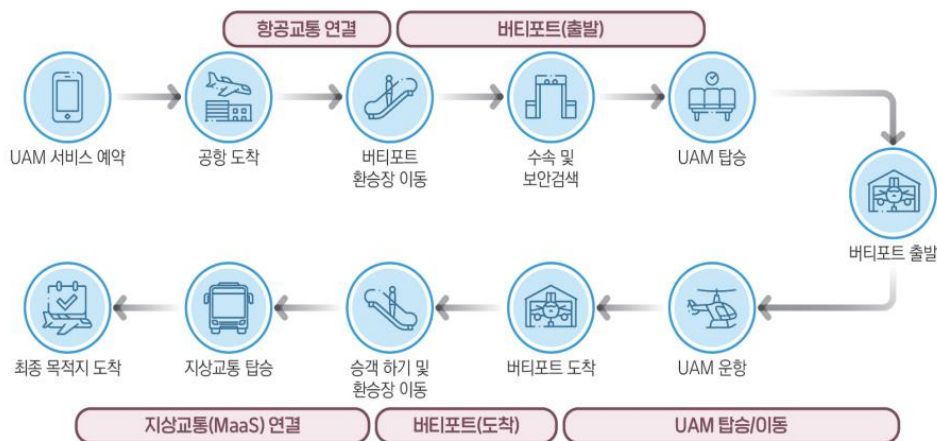 항공교통 연결
버티포트(출발)
UAM 서비스 예약
공항 도착
버티포트
환승장 이동
수속 및
보안검색
UAM 탑승
버티포트 출발
최종 목적지 도착
지상교통 탑승
승객 하기 및
환승장 이동
버티포트 도착
UAM 운항
지상교통(MaaS) 연결
버티포트(도착)
UAM 탑승/이동